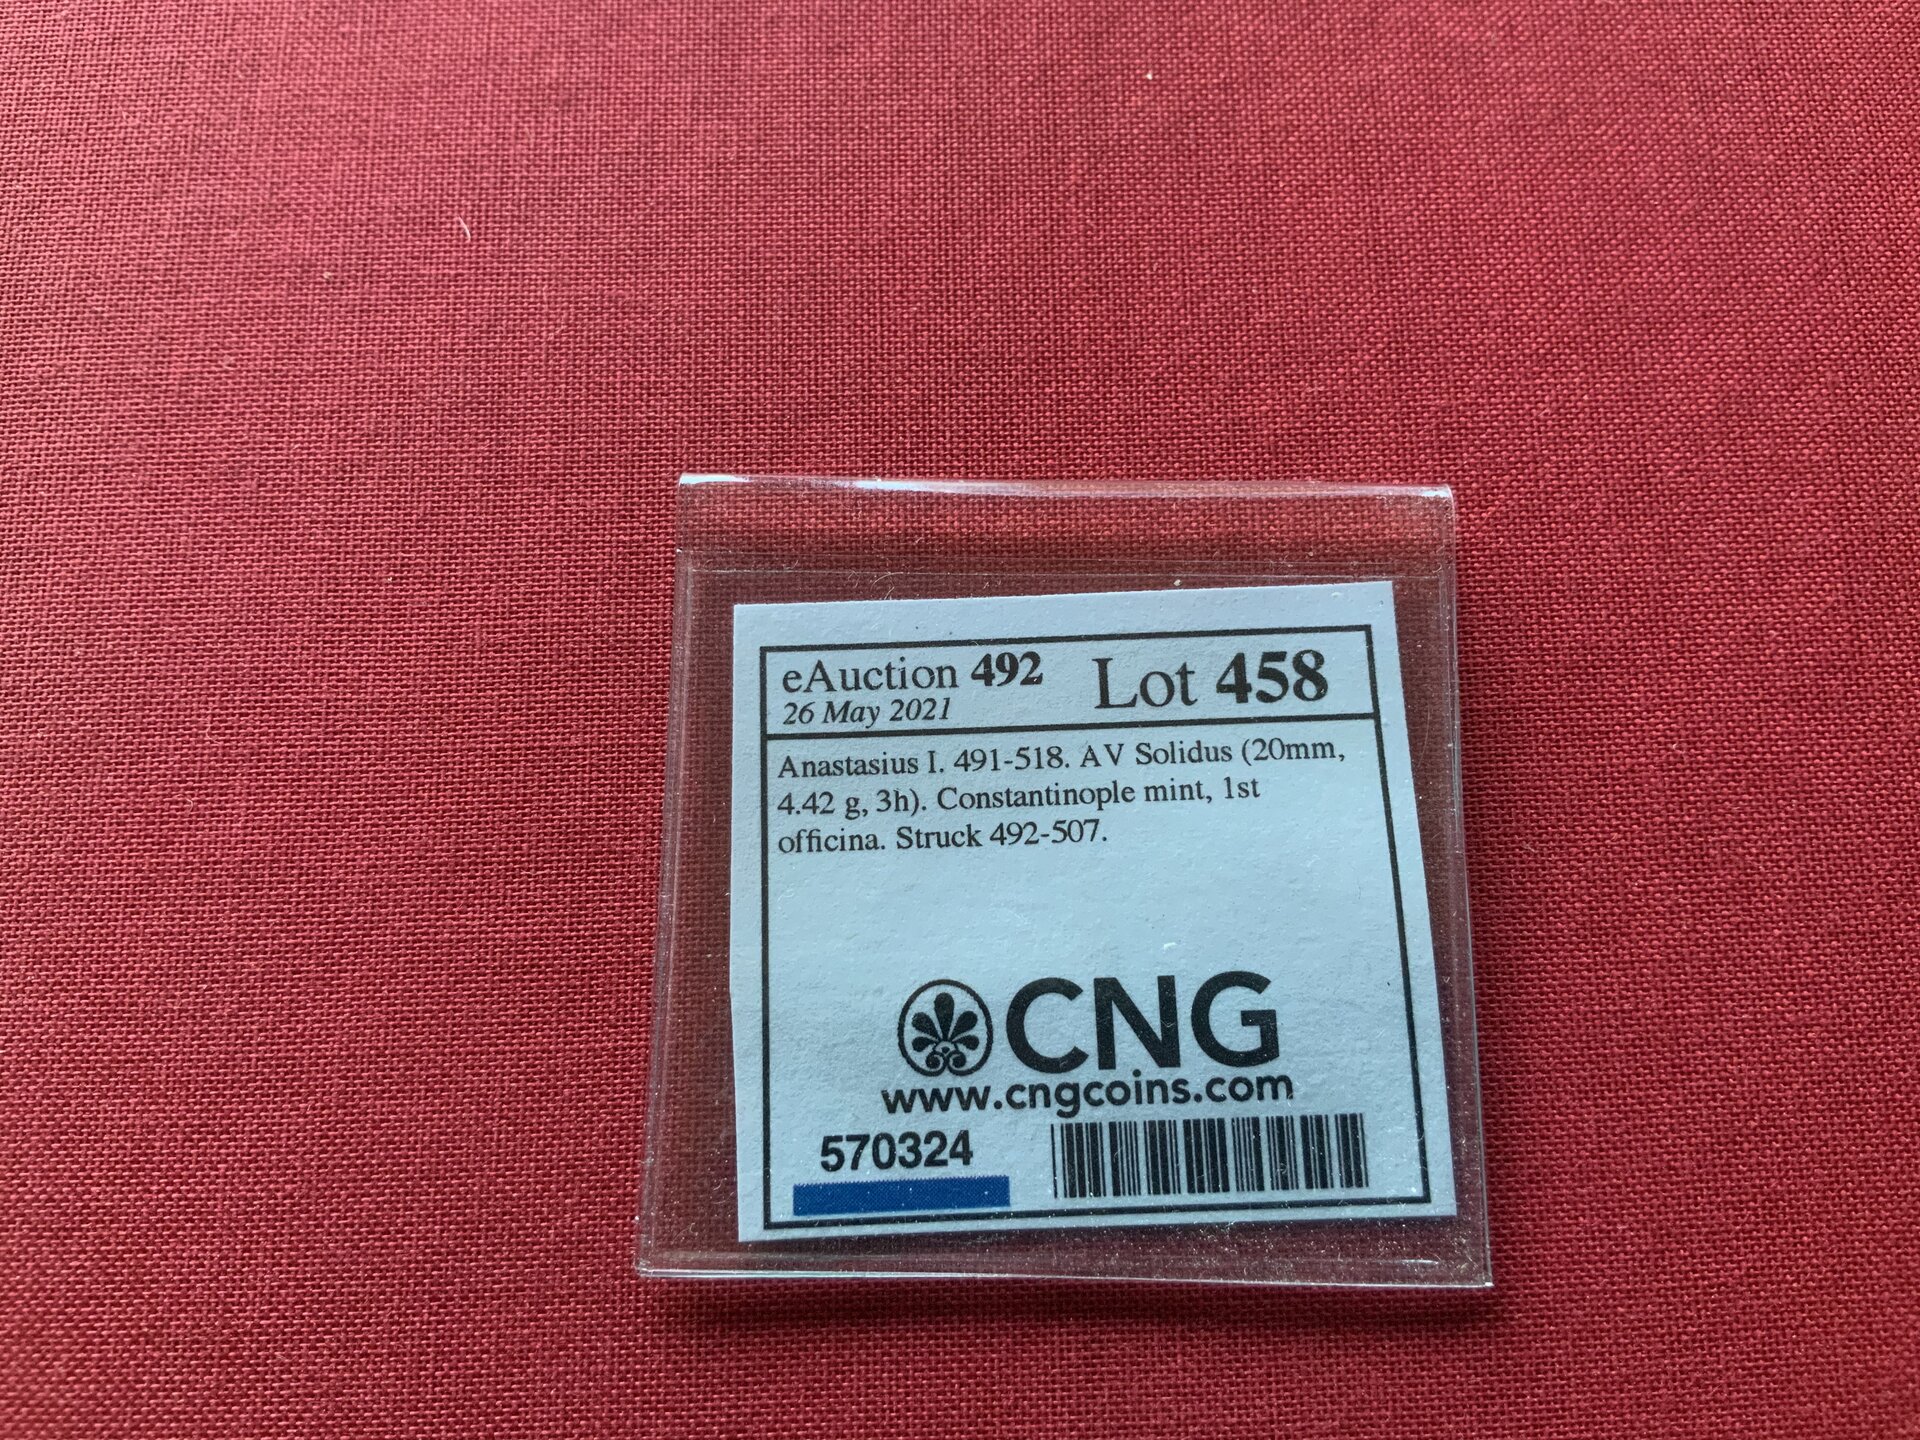 eAuction 492 Lot 458
26 May 2021
Anastasius I. 491-518. AV Solidus (20mm,
4.42 g, 3h). Constantinople mint, 1st
officina. Struck 492-507.
CNG
www.cngcoins.com
570324